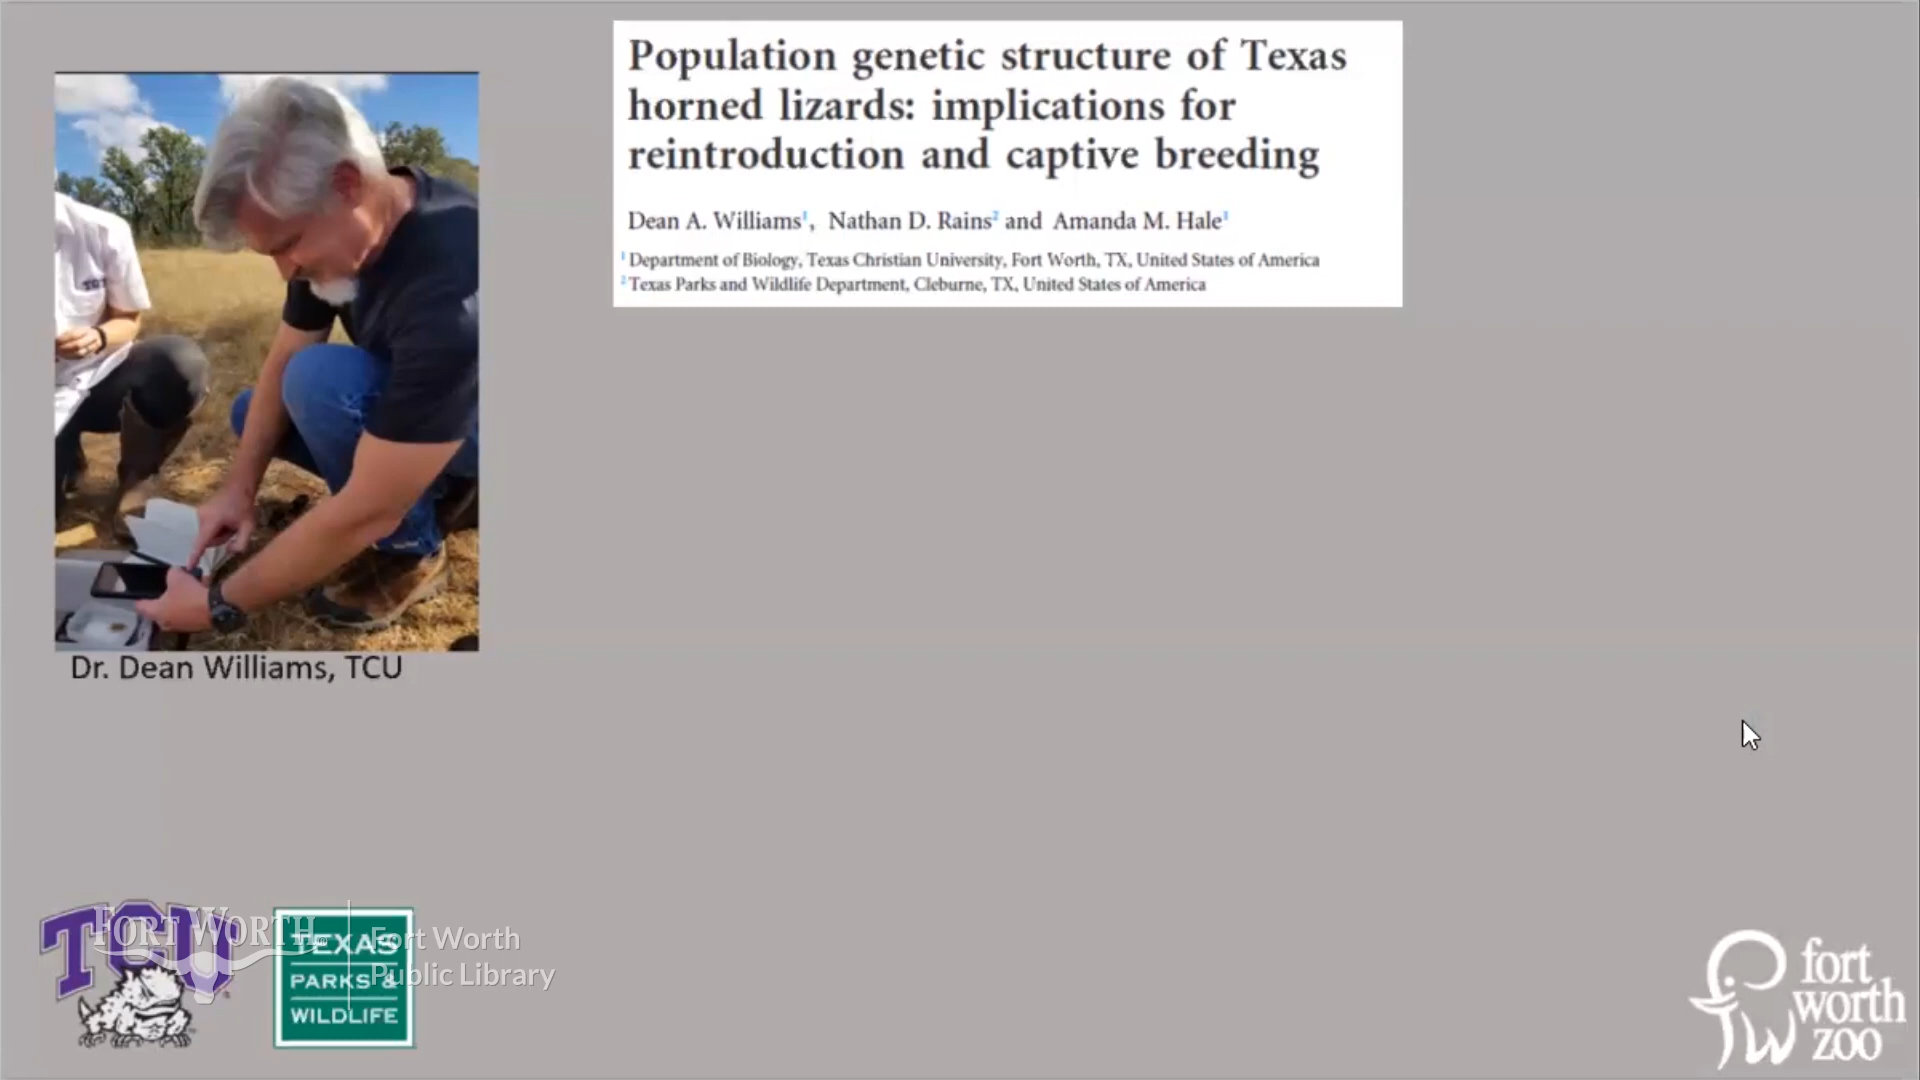 Population genetic structure of Texas
horned lizards: implications for
reintroduction and captive breeding
Dean A. Williams¹, Nathan D. Rains² and Amanda M. Hale¹
¹ Department of Biology, Texas Christian University, Fort Worth, TX, United States of America
² Texas Parks and Wildlife Department, Cleburne, TX, United States of America
Dr. Dean Williams, TCU
TCU
FORT WORTH®
Fort Worth
Public Library
TEXAS
PARKS &
WILDLIFE
fort
worth
zoo